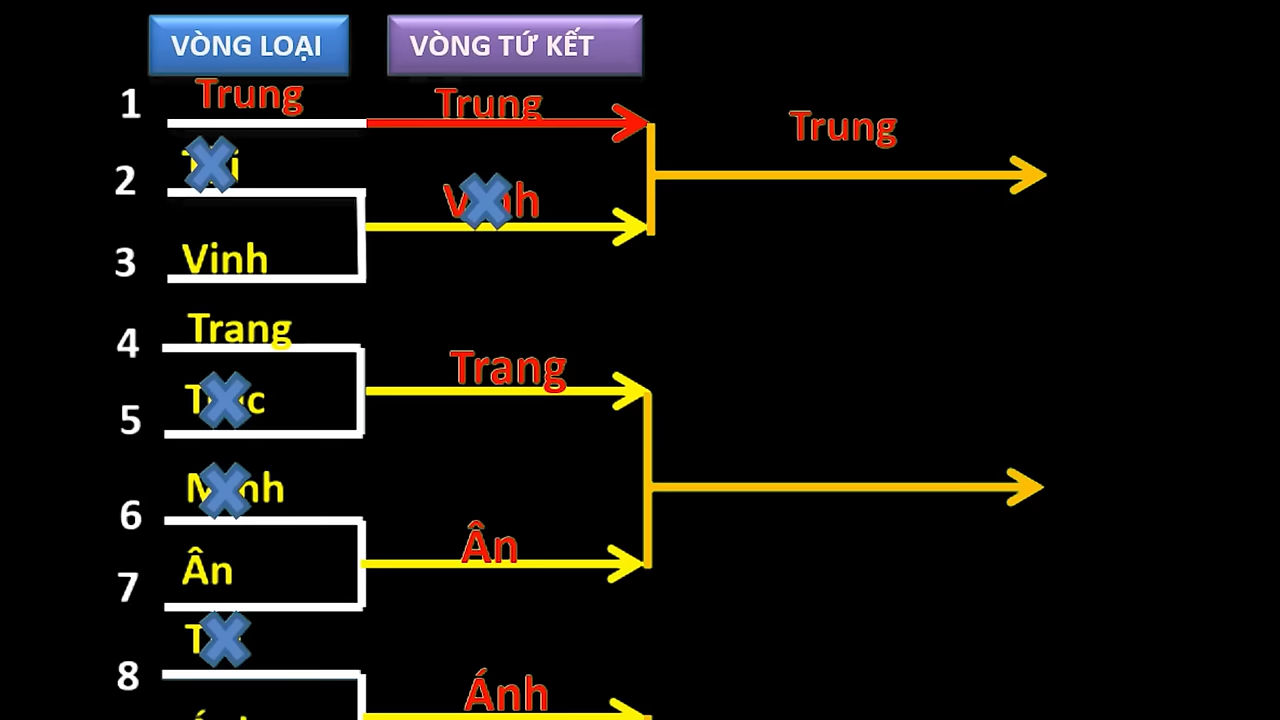 VÒNG LOẠI VÒNG TỨ KẾT
1 Trung Trung
Trung
2
Vinh
3 Vinh
4 Trang
Trang
5
6
Ân
7 Ân
8
Ánh